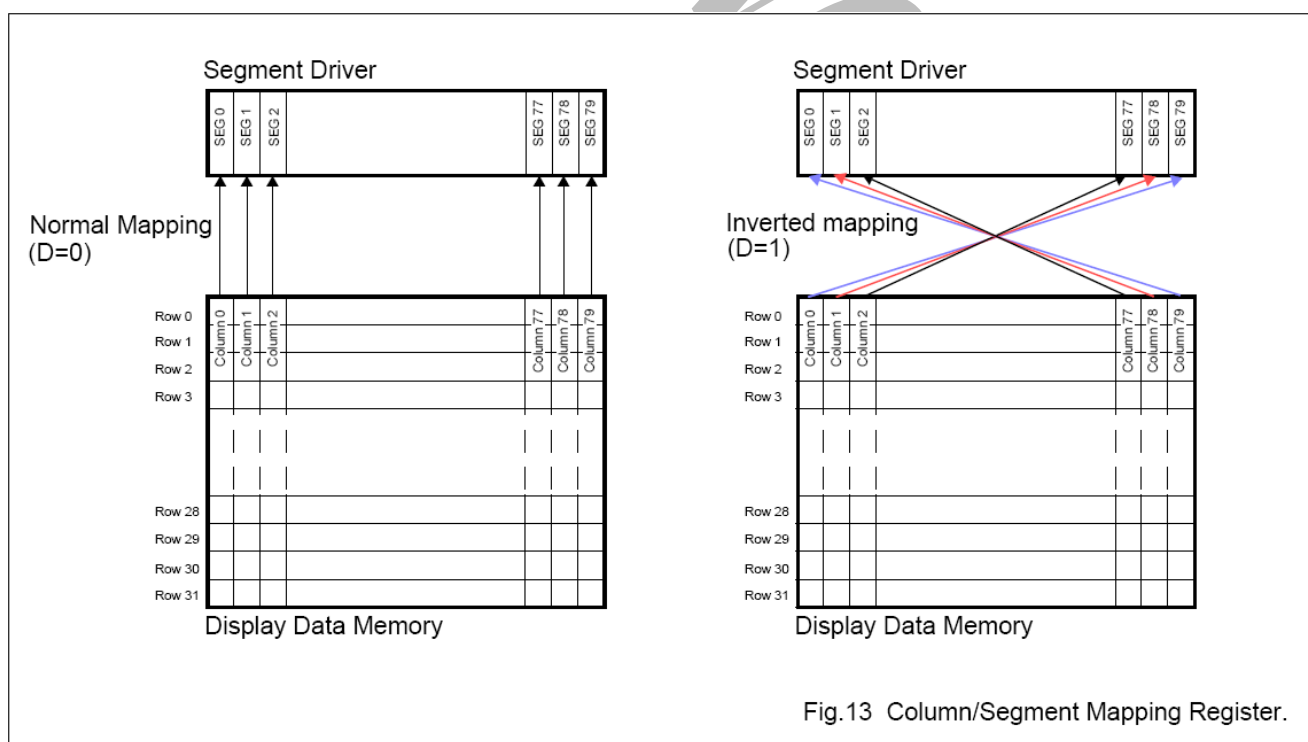 Segment Driver
SEG 0
SEG 1
SEG 2
SEG 77
SEG 78
SEG 79
Normal Mapping
(D=0)
Row 0
Row 1
Row 2
Row 3
Row 28
Row 29
Row 30
Row 31
Column 0
Column 1
Column 2
Column 77
Column 78
Column 79
Display Data Memory
Segment Driver
SEG 0
SEG 1
SEG 2
SEG 77
SEG 78
SEG 79
Inverted mapping
(D=1)
Row 0
Row 1
Row 2
Row 3
Row 28
Row 29
Row 30
Row 31
Column 0
Column 1
Column 2
Column 77
Column 78
Column 79
Display Data Memory
Fig.13 Column/Segment Mapping Register.